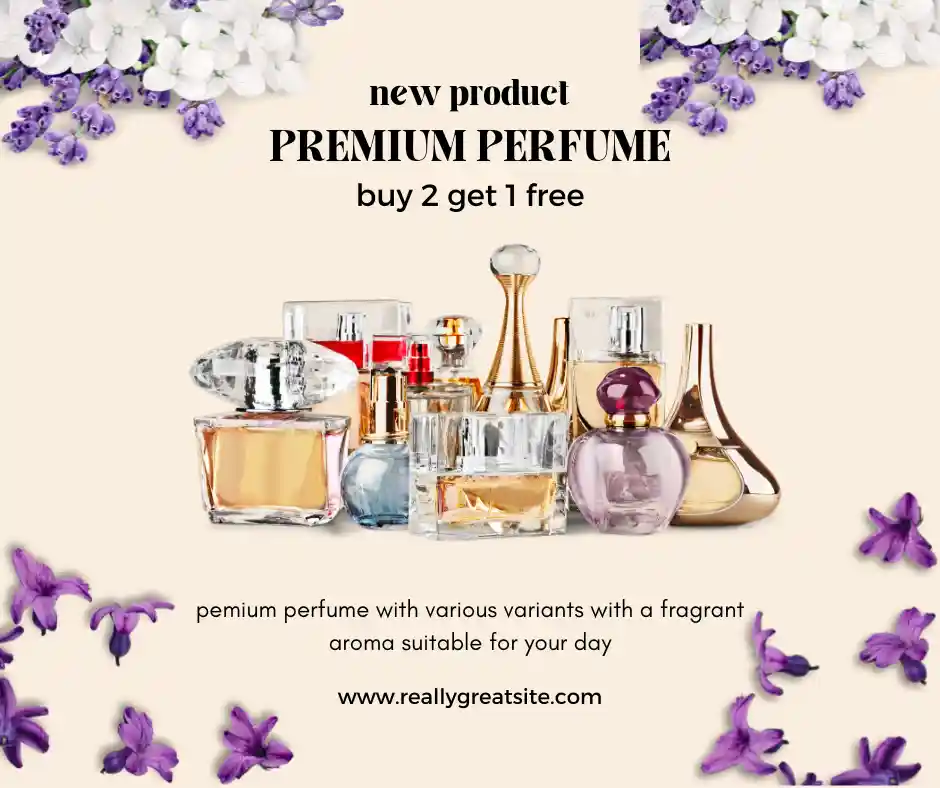 new product
PREMIUM PERFUME
buy 2 get 1 free
pemium perfume with various variants with a fragrant
aroma suitable for your day
www.reallygreatsite.com